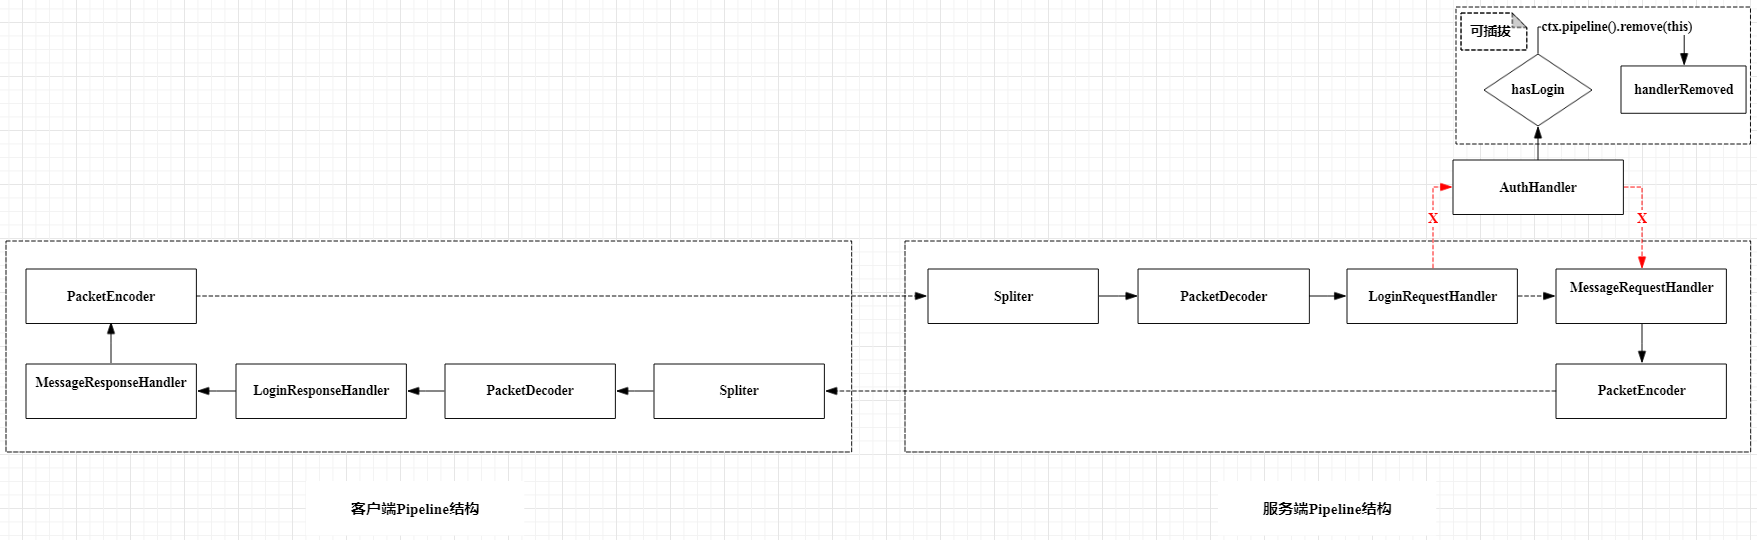 可插拔
ctx.pipeline().remove(this)
hasLogin
handlerRemoved
AuthHandler
X
X
PacketEncoder
Spliter
PacketDecoder
LoginRequestHandler
MessageRequestHandler
MessageResponseHandler
LoginResponseHandler
PacketDecoder
Spliter
PacketEncoder
客户端Pipeline结构
服务端Pipeline结构